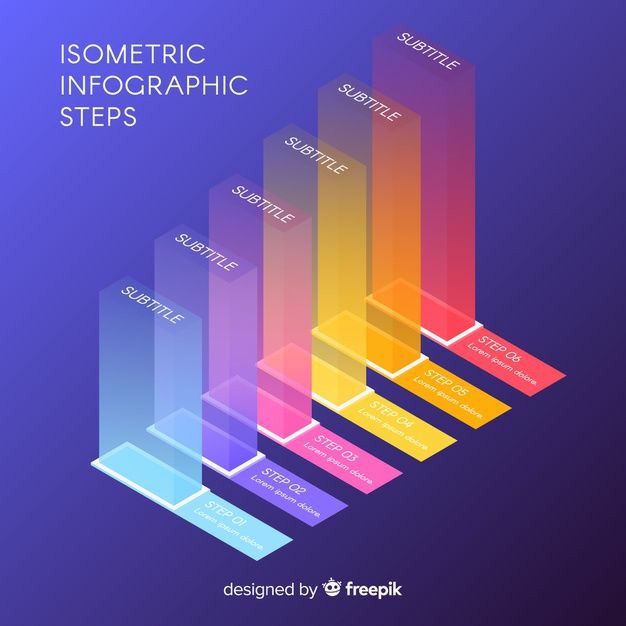 ISOMETRIC
INFOGRAPHIC
STEPS
SUBTITLE
SUBTITLE
SUBTITLE
SUBTITLE
SUBTITLE
SUBTITLE
STEP 06
Lorem ipsum dolore.
STEP 05
Lorem ipsum dolore.
STEP 04
Lorem ipsum dolore.
STEP 03
Lorem ipsum dolore.
STEP 02
Lorem ipsum dolore.
STEP 01
Lorem ipsum dolore.
designed by freepik